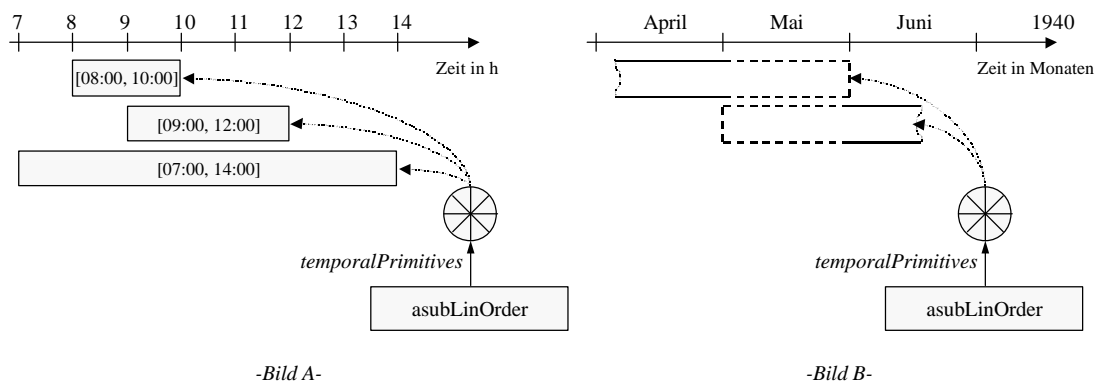 7 8 9 10 11 12 13 14
Zeit in h
[08:00, 10:00]
[09:00, 12:00]
[07:00, 14:00]
temporalPrimitives
asubLinOrder
-Bild A-
April Mai Juni 1940
Zeit in Monaten
temporalPrimitives
asubLinOrder
-Bild B-